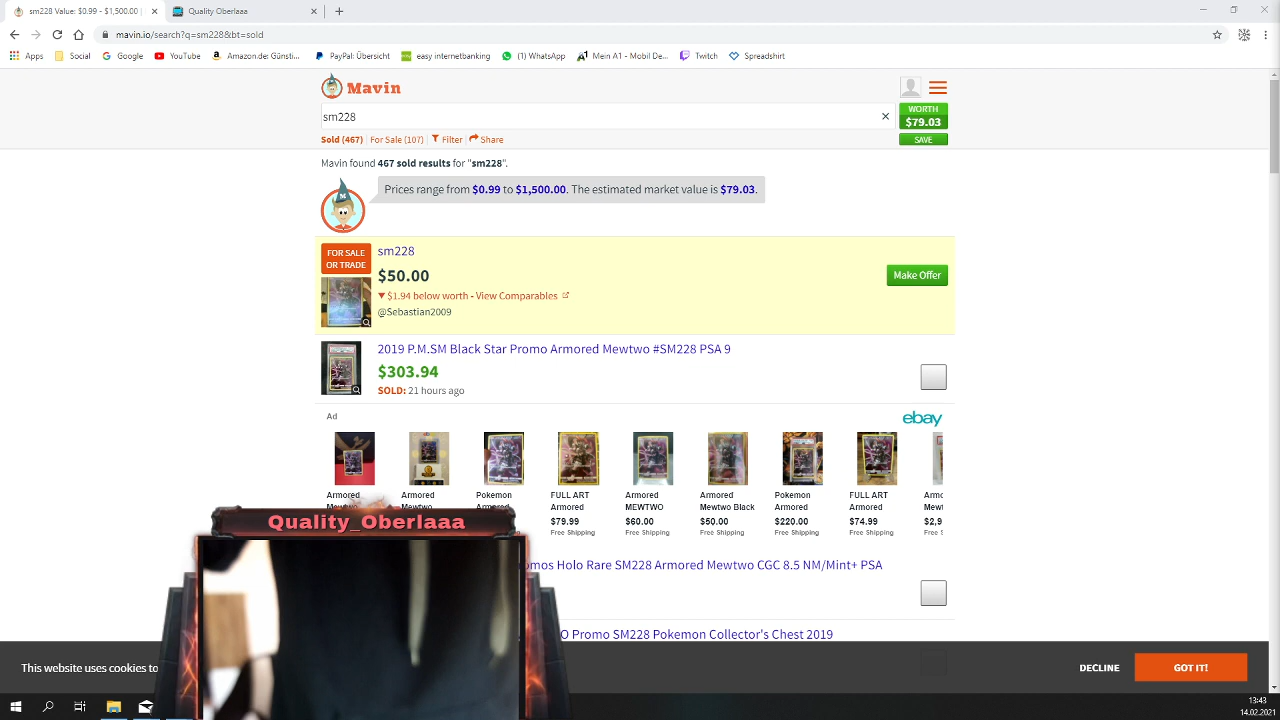 sm228 Value: $0.99 - $1,500.00 |
Quality Oberlaaa
mavin.io/search?q=sm228&bt=sold
Apps
Social
Google
YouTube
Amazon.de: Günsti...
PayPal: Übersicht
easy internetbanking
(1) WhatsApp
Mein A1 - Mobil De...
Twitch
Spreadshirt
Mavin
sm228
WORTH
$79.03
Sold (467)
For Sale (107)
Filter
Share
SAVE
Mavin found 467 sold results for "sm228".
Prices range from $0.99 to $1,500.00. The estimated market value is $79.03.
FOR SALE
OR TRADE
sm228
$50.00
$1.94 below worth - View Comparables
@Sebastian2009
Make Offer
2019 P.M.SM Black Star Promo Armored Mewtwo #SM228 PSA 9
$303.94
SOLD: 21 hours ago
Ad
ebay
Armored
Mewtwo
Armored
Mewtwo
Pokemon
Armored
FULL ART
Armored
$79.99
Free Shipping
Armored
MEWTWO
$60.00
Free Shipping
Armored
Mewtwo Black
$50.00
Free Shipping
Pokemon
Armored
$220.00
Free Shipping
FULL ART
Armored
$74.99
Free Shipping
$2,9
Free S
Quality_Oberlaaa
omos Holo Rare SM228 Armored Mewtwo CGC 8.5 NM/Mint+ PSA
O Promo SM228 Pokemon Collector's Chest 2019
This website uses cookies to
DECLINE
GOT IT!
13:43
14.02.2021